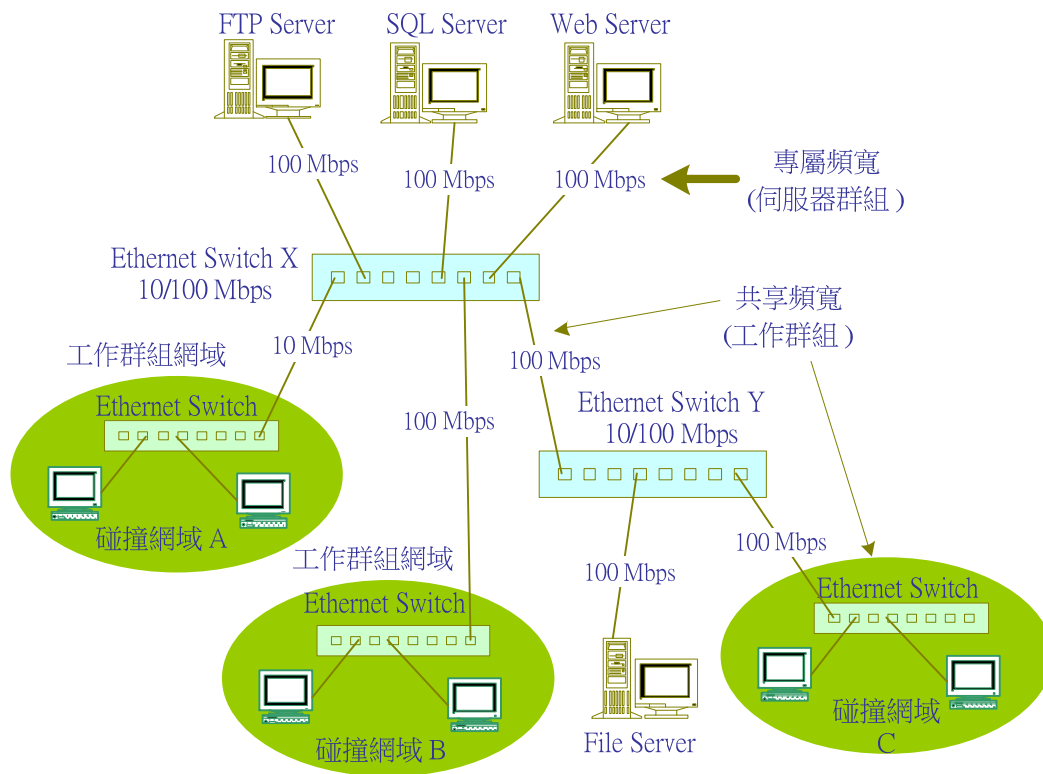 FTP Server
SQL Server
Web Server
100 Mbps
100 Mbps
100 Mbps
專屬頻寬
(伺服器群組 )
Ethernet Switch X
10/100 Mbps
共享頻寬
(工作群組 )
10 Mbps
100 Mbps
工作群組網域
Ethernet Switch
碰撞網域 A
100 Mbps
Ethernet Switch Y
10/100 Mbps
工作群組網域
Ethernet Switch
碰撞網域 B
100 Mbps
File Server
100 Mbps
Ethernet Switch
碰撞網域
C